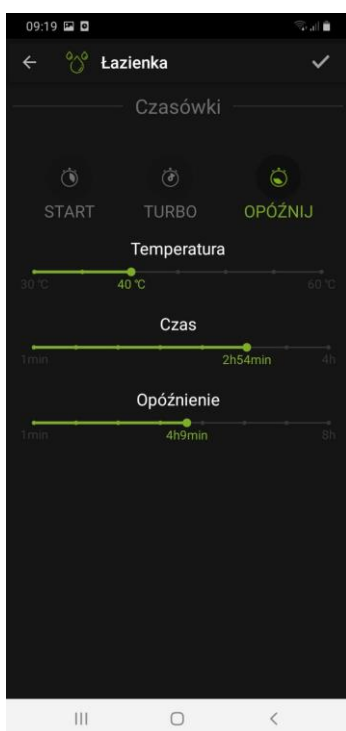 09:19
Łazienka
Czasówki
START TURBO OPÓŹNIJ
Temperatura
30 °C 40 °C 60 °C
Czas
1min 2h54min 4h
Opóźnienie
1min 4h9min 8h